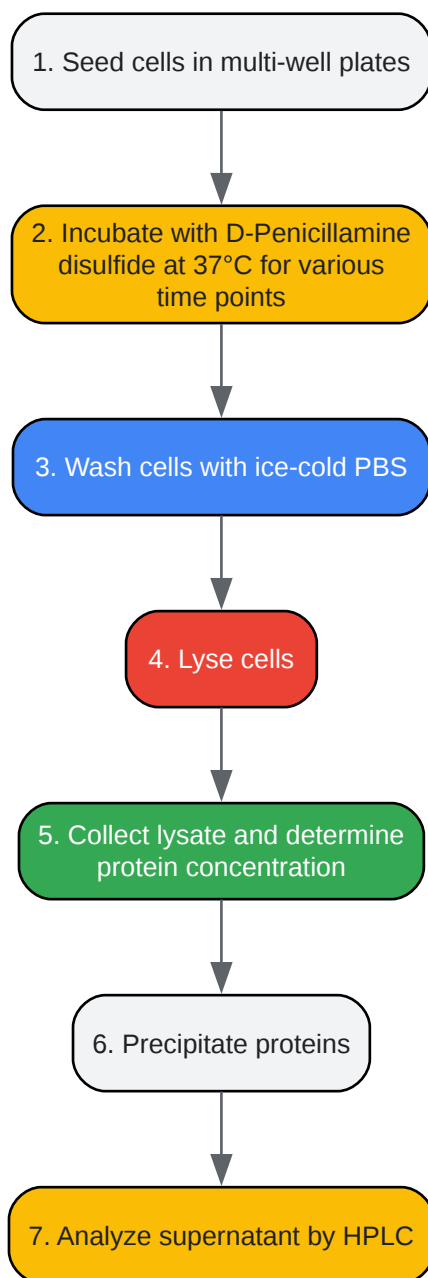 1. Seed cells in multi-well plates
2. Incubate with D-Penicillamine
disulfide at 37°C for various
time points
3. Wash cells with ice-cold PBS
4. Lyse cells
5. Collect lysate and determine
protein concentration
6. Precipitate proteins
7. Analyze supernatant by HPLC